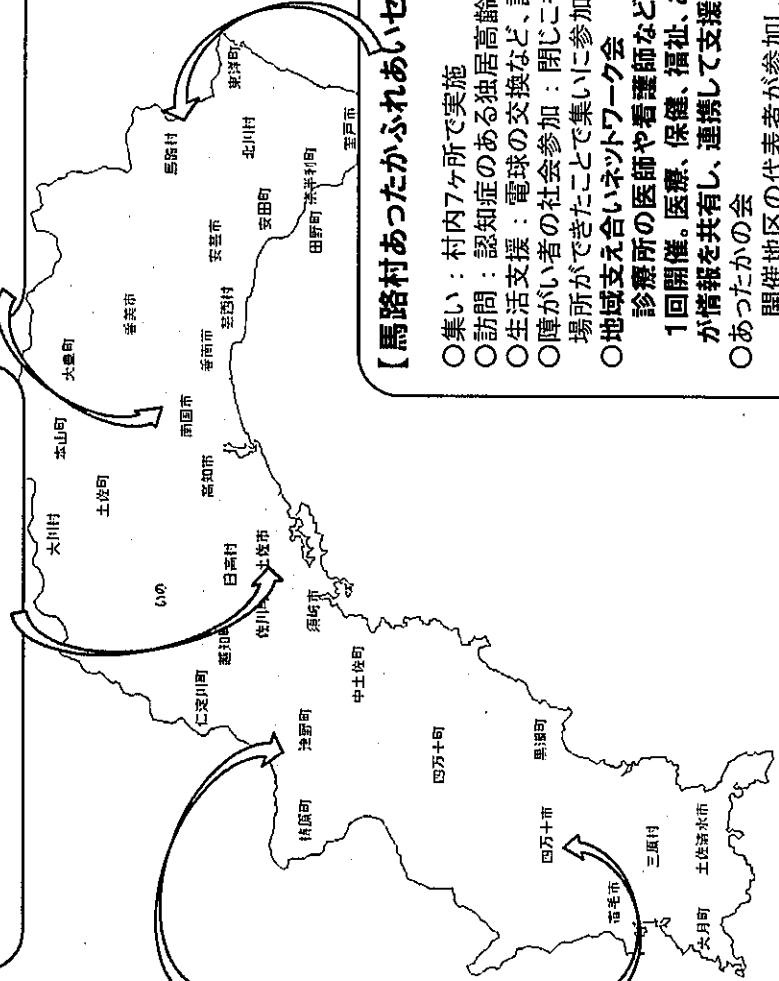 大川村
本山町
大豊町
土佐町
いの
香美市
馬路村
東洋町
北川村
仁淀川町
越知町
日高村
高知市
南国市
香南市
安芸市
芸西村
安田町
田野町
奈半利町
室戸市
佐川町
土佐市
須崎市
津野町
梼原町
中土佐町
四万十町
黒潮町
四万十市
宿毛市
三原村
大月町
土佐清水市
【馬路村あったかふれあいセ
○集い：村内7ヶ所で実施
○訪問：認知症のある独居高齢
○生活支援：電球の交換など、
○障がい者の社会参加：閉じこ
場所ができたことで集いに参加
○地域支え合いネットワーク会
診療所の医師や看護師など
1回開催。医療、保健、福祉、
が情報を共有し、連携して支援
○あったかの会
開催地区の代表者が参加し